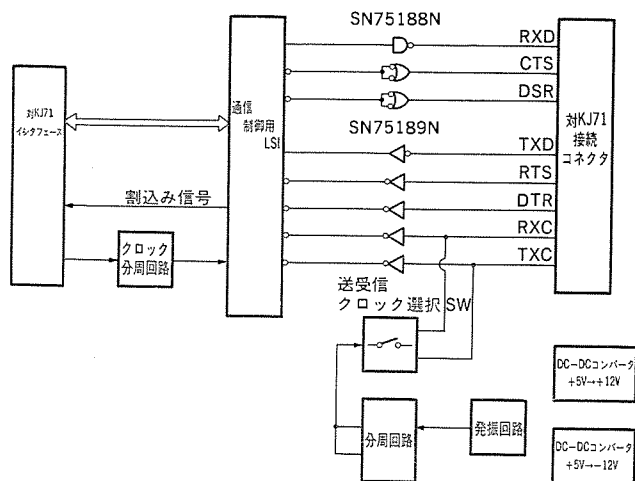 SN75188N
RXD
CTS
DSR
対KJ71
インタフェース
通信
制御用
LSI
SN75189N
対KJ71
接続
コネクタ
TXD
RTS
DTR
RXC
TXC
割込み信号
クロック
分周回路
送受信
クロック選択SW
分周回路
発振回路
DC-DCコンバータ
+5V→+12V
DC-DCコンバータ
+5V→-12V